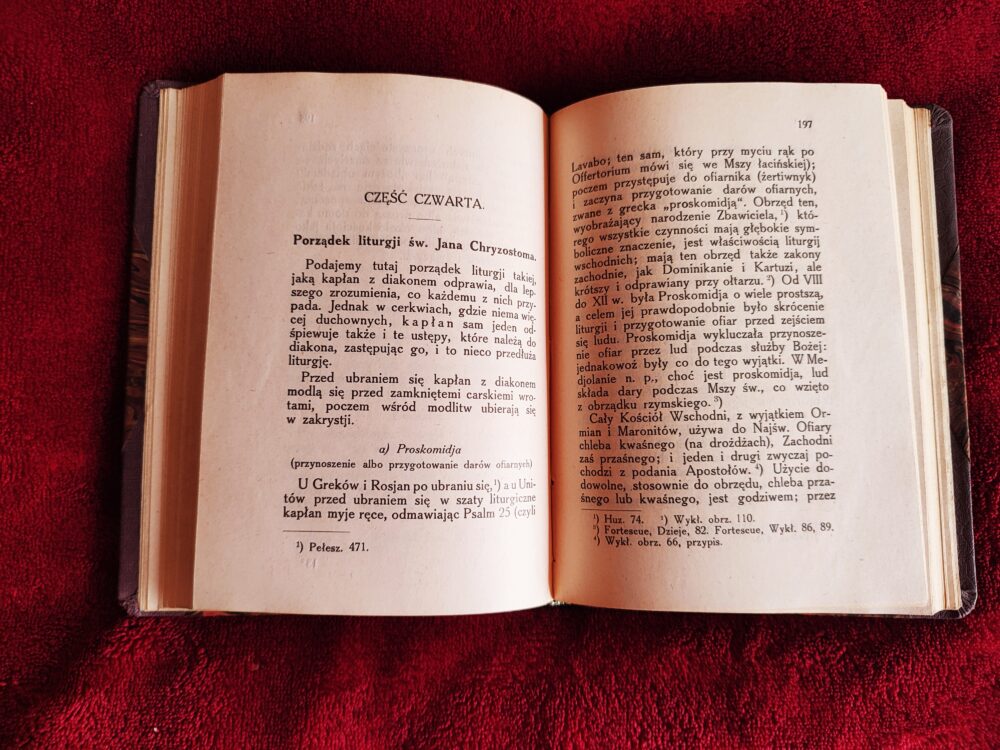 CZĘŚĆ CZWARTA.
Porządek liturgji św. Jana Chryzostoma.
Podajemy tutaj porządek liturgji takiej,
jaką kapłan z diakonem odprawia, dla lep-
szego zrozumienia, co każdemu z nich przy-
pada. Jednak w cerkwiach, gdzie niema wię-
cej duchownych, kapłan sam jeden od-
śpiewuje także i te ustępy, które należą do
diakona, zastępując go, i to nieco przedłuża
liturgję.
Przed ubraniem się kapłan z diakonem
modlą się przed zamkniętemi carskiemi wro-
tami, poczem wśród modlitw ubierają się
w zakrystji.
a) Proskomidja
(przynoszenie albo przygotowanie darów ofiarnych)
U Greków i Rosjan po ubraniu się,¹) a u Uni-
tów przed ubraniem się w szaty liturgiczne
kapłan myje ręce, odmawiając Psalm 25 (czyli
¹) Pełesz. 471.
197
Lavabo; ten sam, który przy myciu rąk po
Offertorium mówi się we Mszy łacińskiej);
poczem przystępuje do ofiarnika (żertiwnyk)
i zaczyna przygotowanie darów ofiarnych,
zwane z grecka „proskomidją“. Obrzęd ten,
wyobrażający narodzenie Zbawiciela,¹) któ-
rego wszystkie czynności mają głębokie sym-
boliczne znaczenie, jest właściwością liturgij
wschodnich; mają ten obrzęd także zakony
zachodnie, jak Dominikanie i Kartuzi, ale
krótszy i odprawiany przy ołtarzu.²) Od VIII
do XII w. była Proskomidja o wiele prostszą,
a celem jej prawdopodobnie było skrócenie
liturgji i przygotowanie ofiar przed zejściem
się ludu. Proskomidja wykluczała przynosze-
nie ofiar przez lud podczas służby Bożej:
jednakowoż były co do tego wyjątki. W Me-
djolanie n. p., choć jest proskomidja, lud
składa dary podczas Mszy św., co wzięto
z obrządku rzymskiego.³)
Cały Kościół Wschodni, z wyjątkiem Or-
mian i Maronitów, używa do Najśw. Ofiary
chleba kwaśnego (na drożdżach), Zachodni
zaś przaśnego; i jeden i drugi zwyczaj po-
chodzi z podania Apostołów.⁴) Użycie do-
dowolne, stosownie do obrzędu, chleba prza-
śnego lub kwaśnego, jest godziwem; przez
¹) Huz. 74. ²) Wykł. obrz. 110.
³) Fortescue, Dzieje, 82. Fortescue, Wykł. 86, 89.
⁴) Wykł. obrz. 66, przypis.